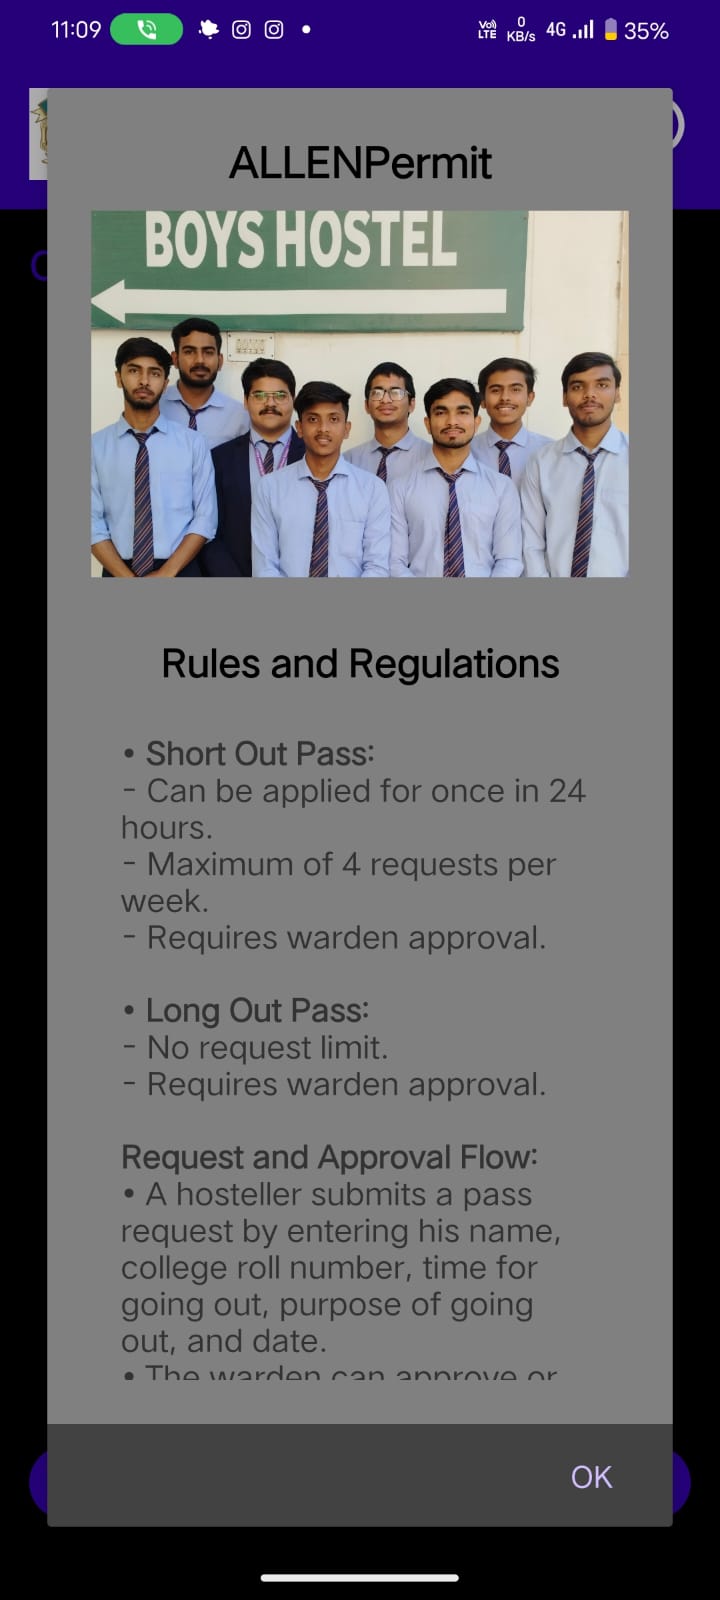 11:09
Vo))
LTE
0
KB/s
4G
35%
ALLENPermit
BOYS HOSTEL
Rules and Regulations
• Short Out Pass:
- Can be applied for once in 24
hours.
- Maximum of 4 requests per
week.
- Requires warden approval.
• Long Out Pass:
- No request limit.
- Requires warden approval.
Request and Approval Flow:
• A hosteller submits a pass
request by entering his name,
college roll number, time for
going out, purpose of going
out, and date.
• The warden can approve or
OK